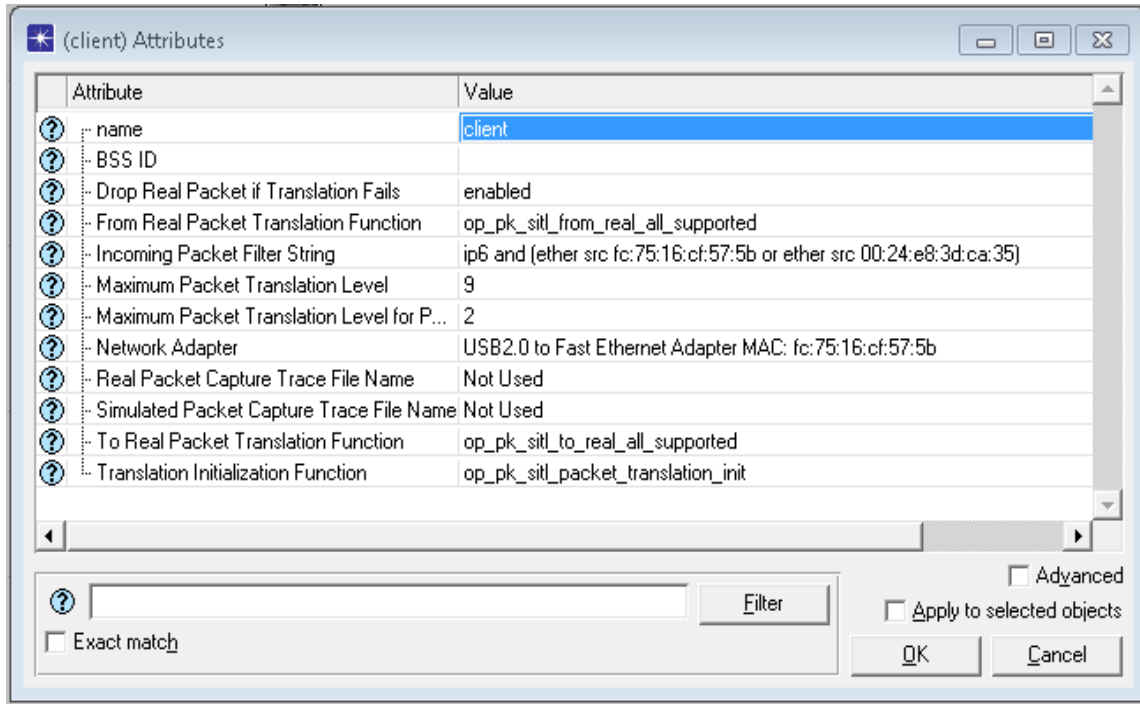 (client) Attributes
Attribute Value
name client
BSS ID
Drop Real Packet if Translation Fails enabled
From Real Packet Translation Function op_pk_sitl_from_real_all_supported
Incoming Packet Filter String ip6 and (ether src fc:75:16:cf:57:5b or ether src 00:24:e8:3d:ca:35)
Maximum Packet Translation Level 9
Maximum Packet Translation Level for P... 2
Network Adapter USB2.0 to Fast Ethernet Adapter MAC: fc:75:16:cf:57:5b
Real Packet Capture Trace File Name Not Used
Simulated Packet Capture Trace File Name Not Used
To Real Packet Translation Function op_pk_sitl_to_real_all_supported
Translation Initialization Function op_pk_sitl_packet_translation_init
Advanced
Filter
Apply to selected objects
Exact match
OK Cancel